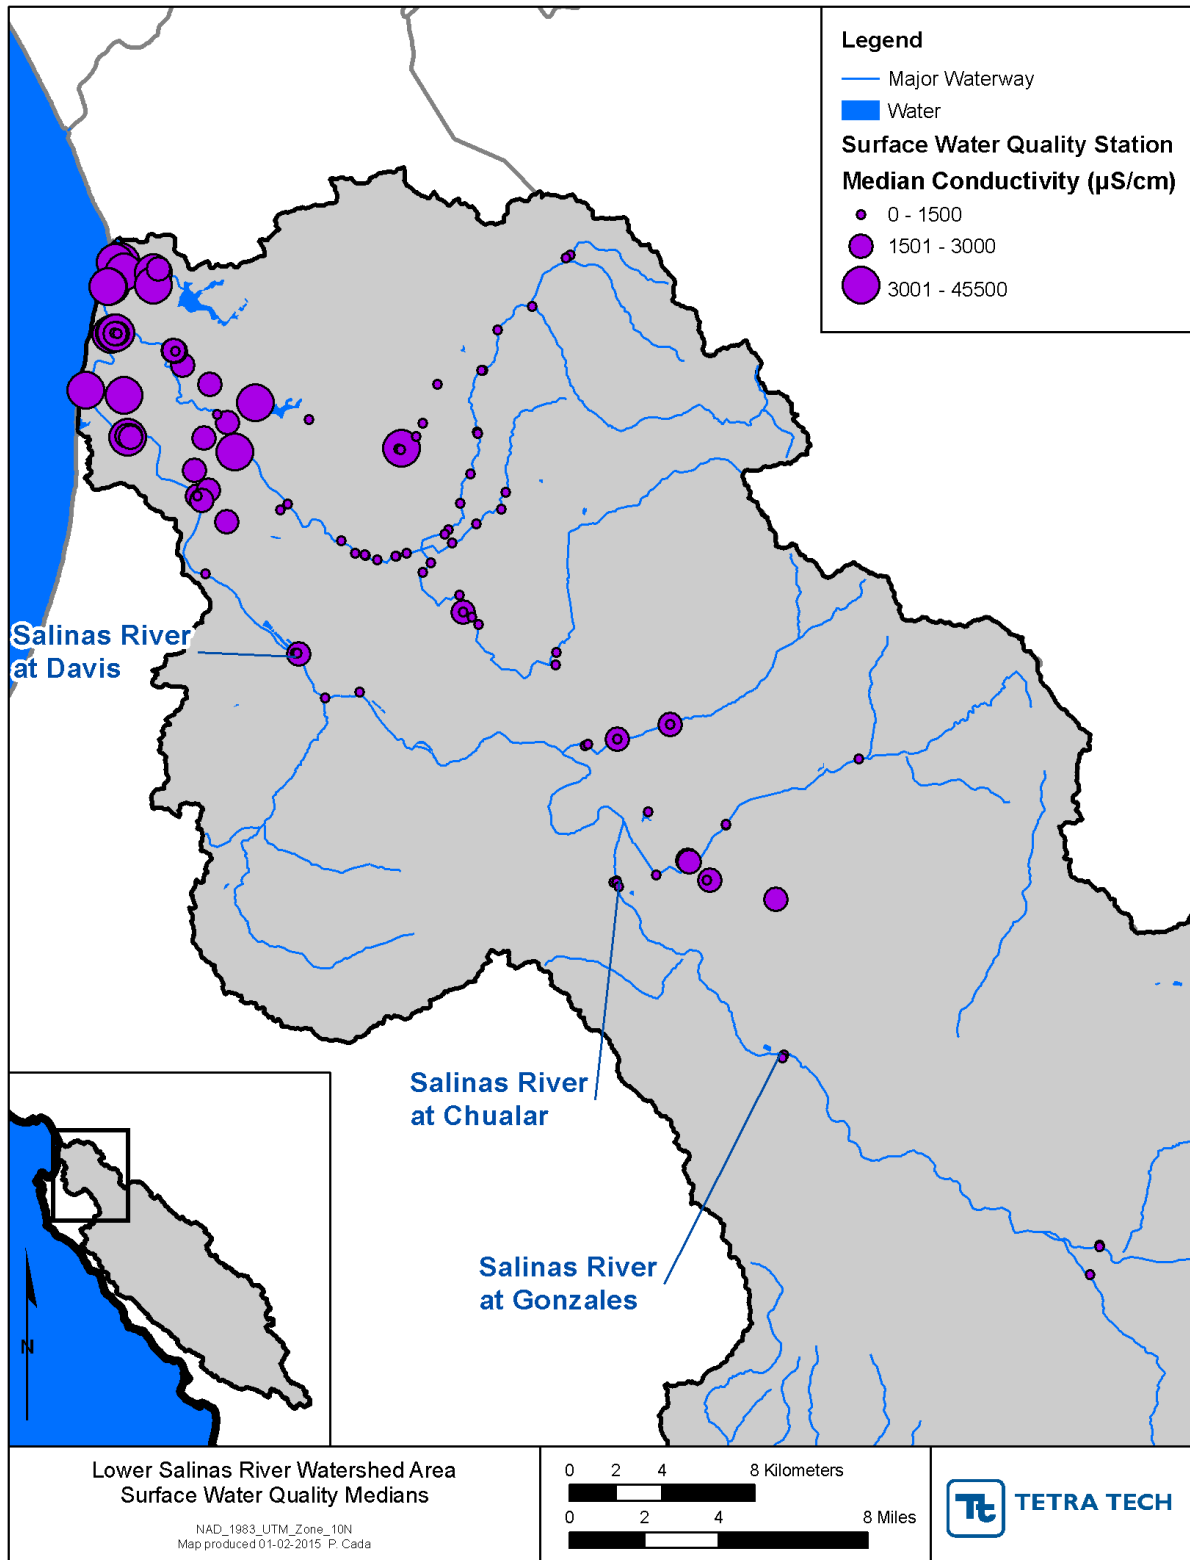 Legend
Major Waterway
Water
Surface Water Quality Station
Median Conductivity (µS/cm)
0 - 1500
1501 - 3000
3001 - 45500
Salinas River
at Davis
Salinas River
at Chualar
Salinas River
at Gonzales
N
Lower Salinas River Watershed Area
Surface Water Quality Medians
NAD_1983_UTM_Zone_10N
Map produced 01-02-2015 P. Cada
0 2 4 8 Kilometers
0 2 4 8 Miles
Tt TETRA TECH